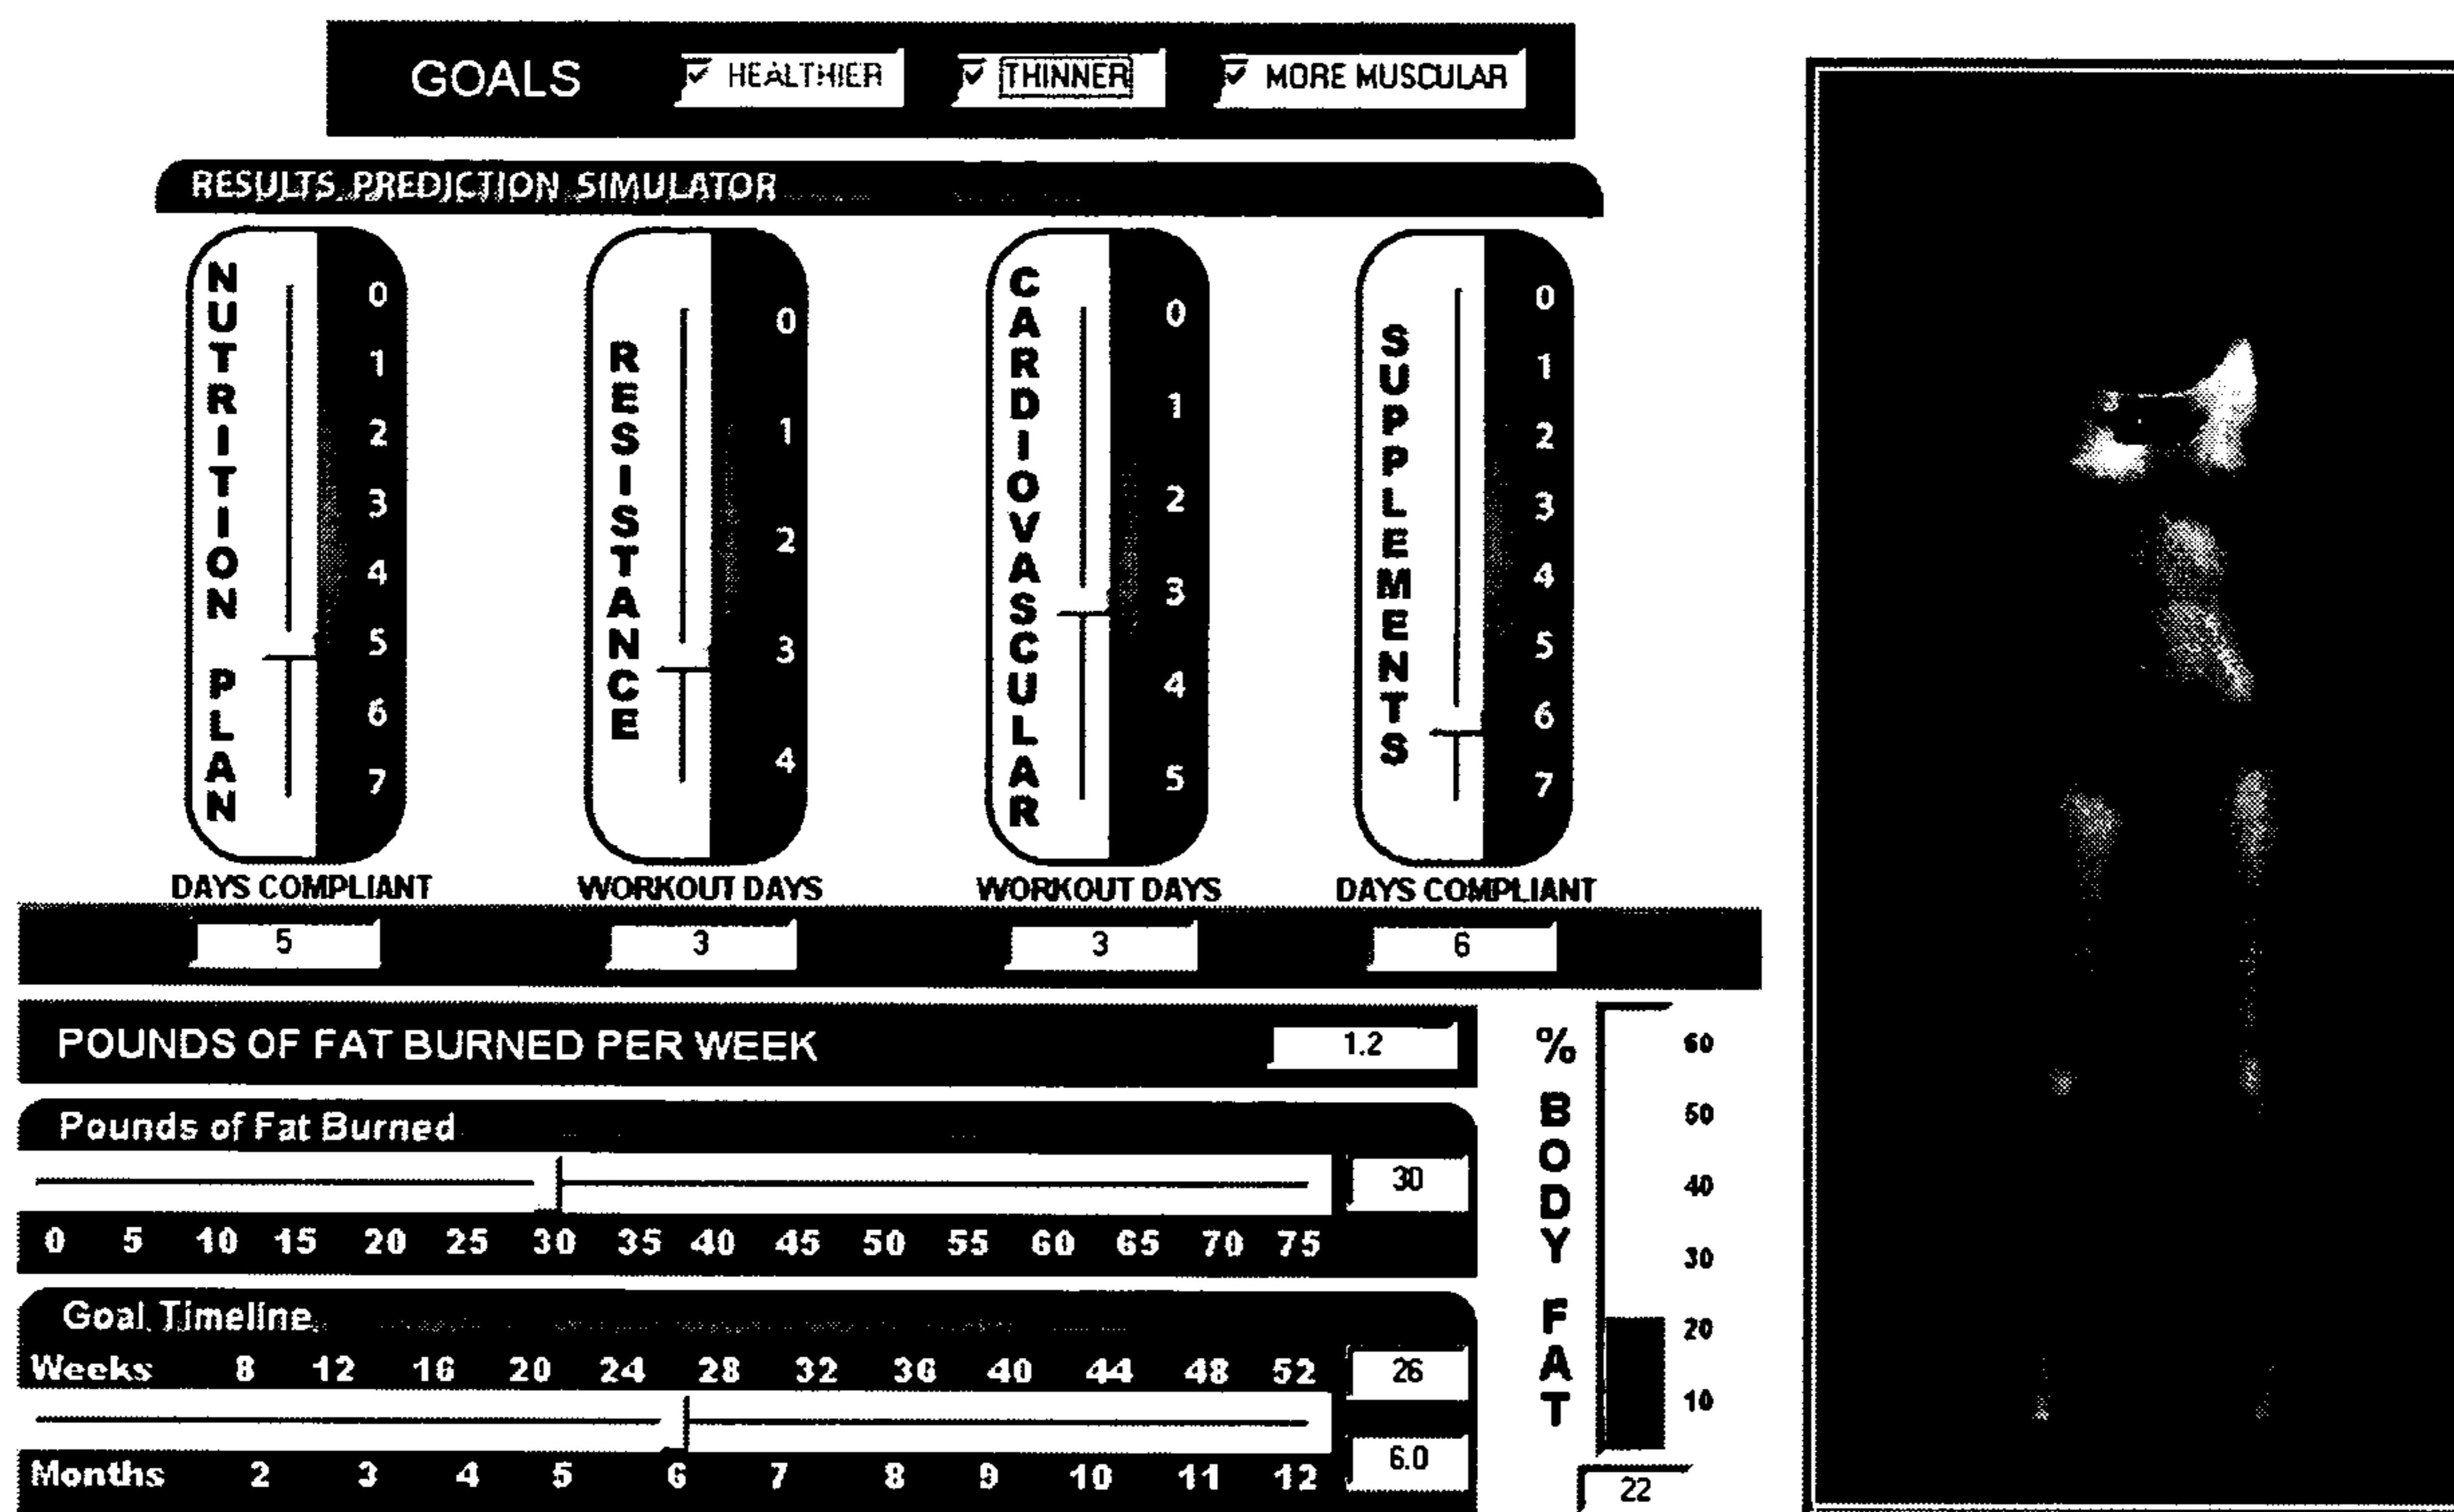 GOALS HEALTHIER THINNER MORE MUSCULAR
RESULTS PREDICTION SIMULATOR
NUTRITION PLAN
0
1
2
3
4
5
6
7
RESISTANCE
0
1
2
3
4
CARDIOVASCULAR
0
1
2
3
4
5
SUPPLEMENTS
0
1
2
3
4
5
6
7
DAYS COMPLIANT WORKOUT DAYS WORKOUT DAYS DAYS COMPLIANT
5 3 3 6
POUNDS OF FAT BURNED PER WEEK 1.2
Pounds of Fat Burned
30
0 5 10 15 20 25 30 35 40 45 50 55 60 65 70 75
Goal Timeline
Weeks 8 12 16 20 24 28 32 36 40 44 48 52 26
Months 2 3 4 5 6 7 8 9 10 11 12 6.0
% BODY FAT
60
50
40
30
20
10
22